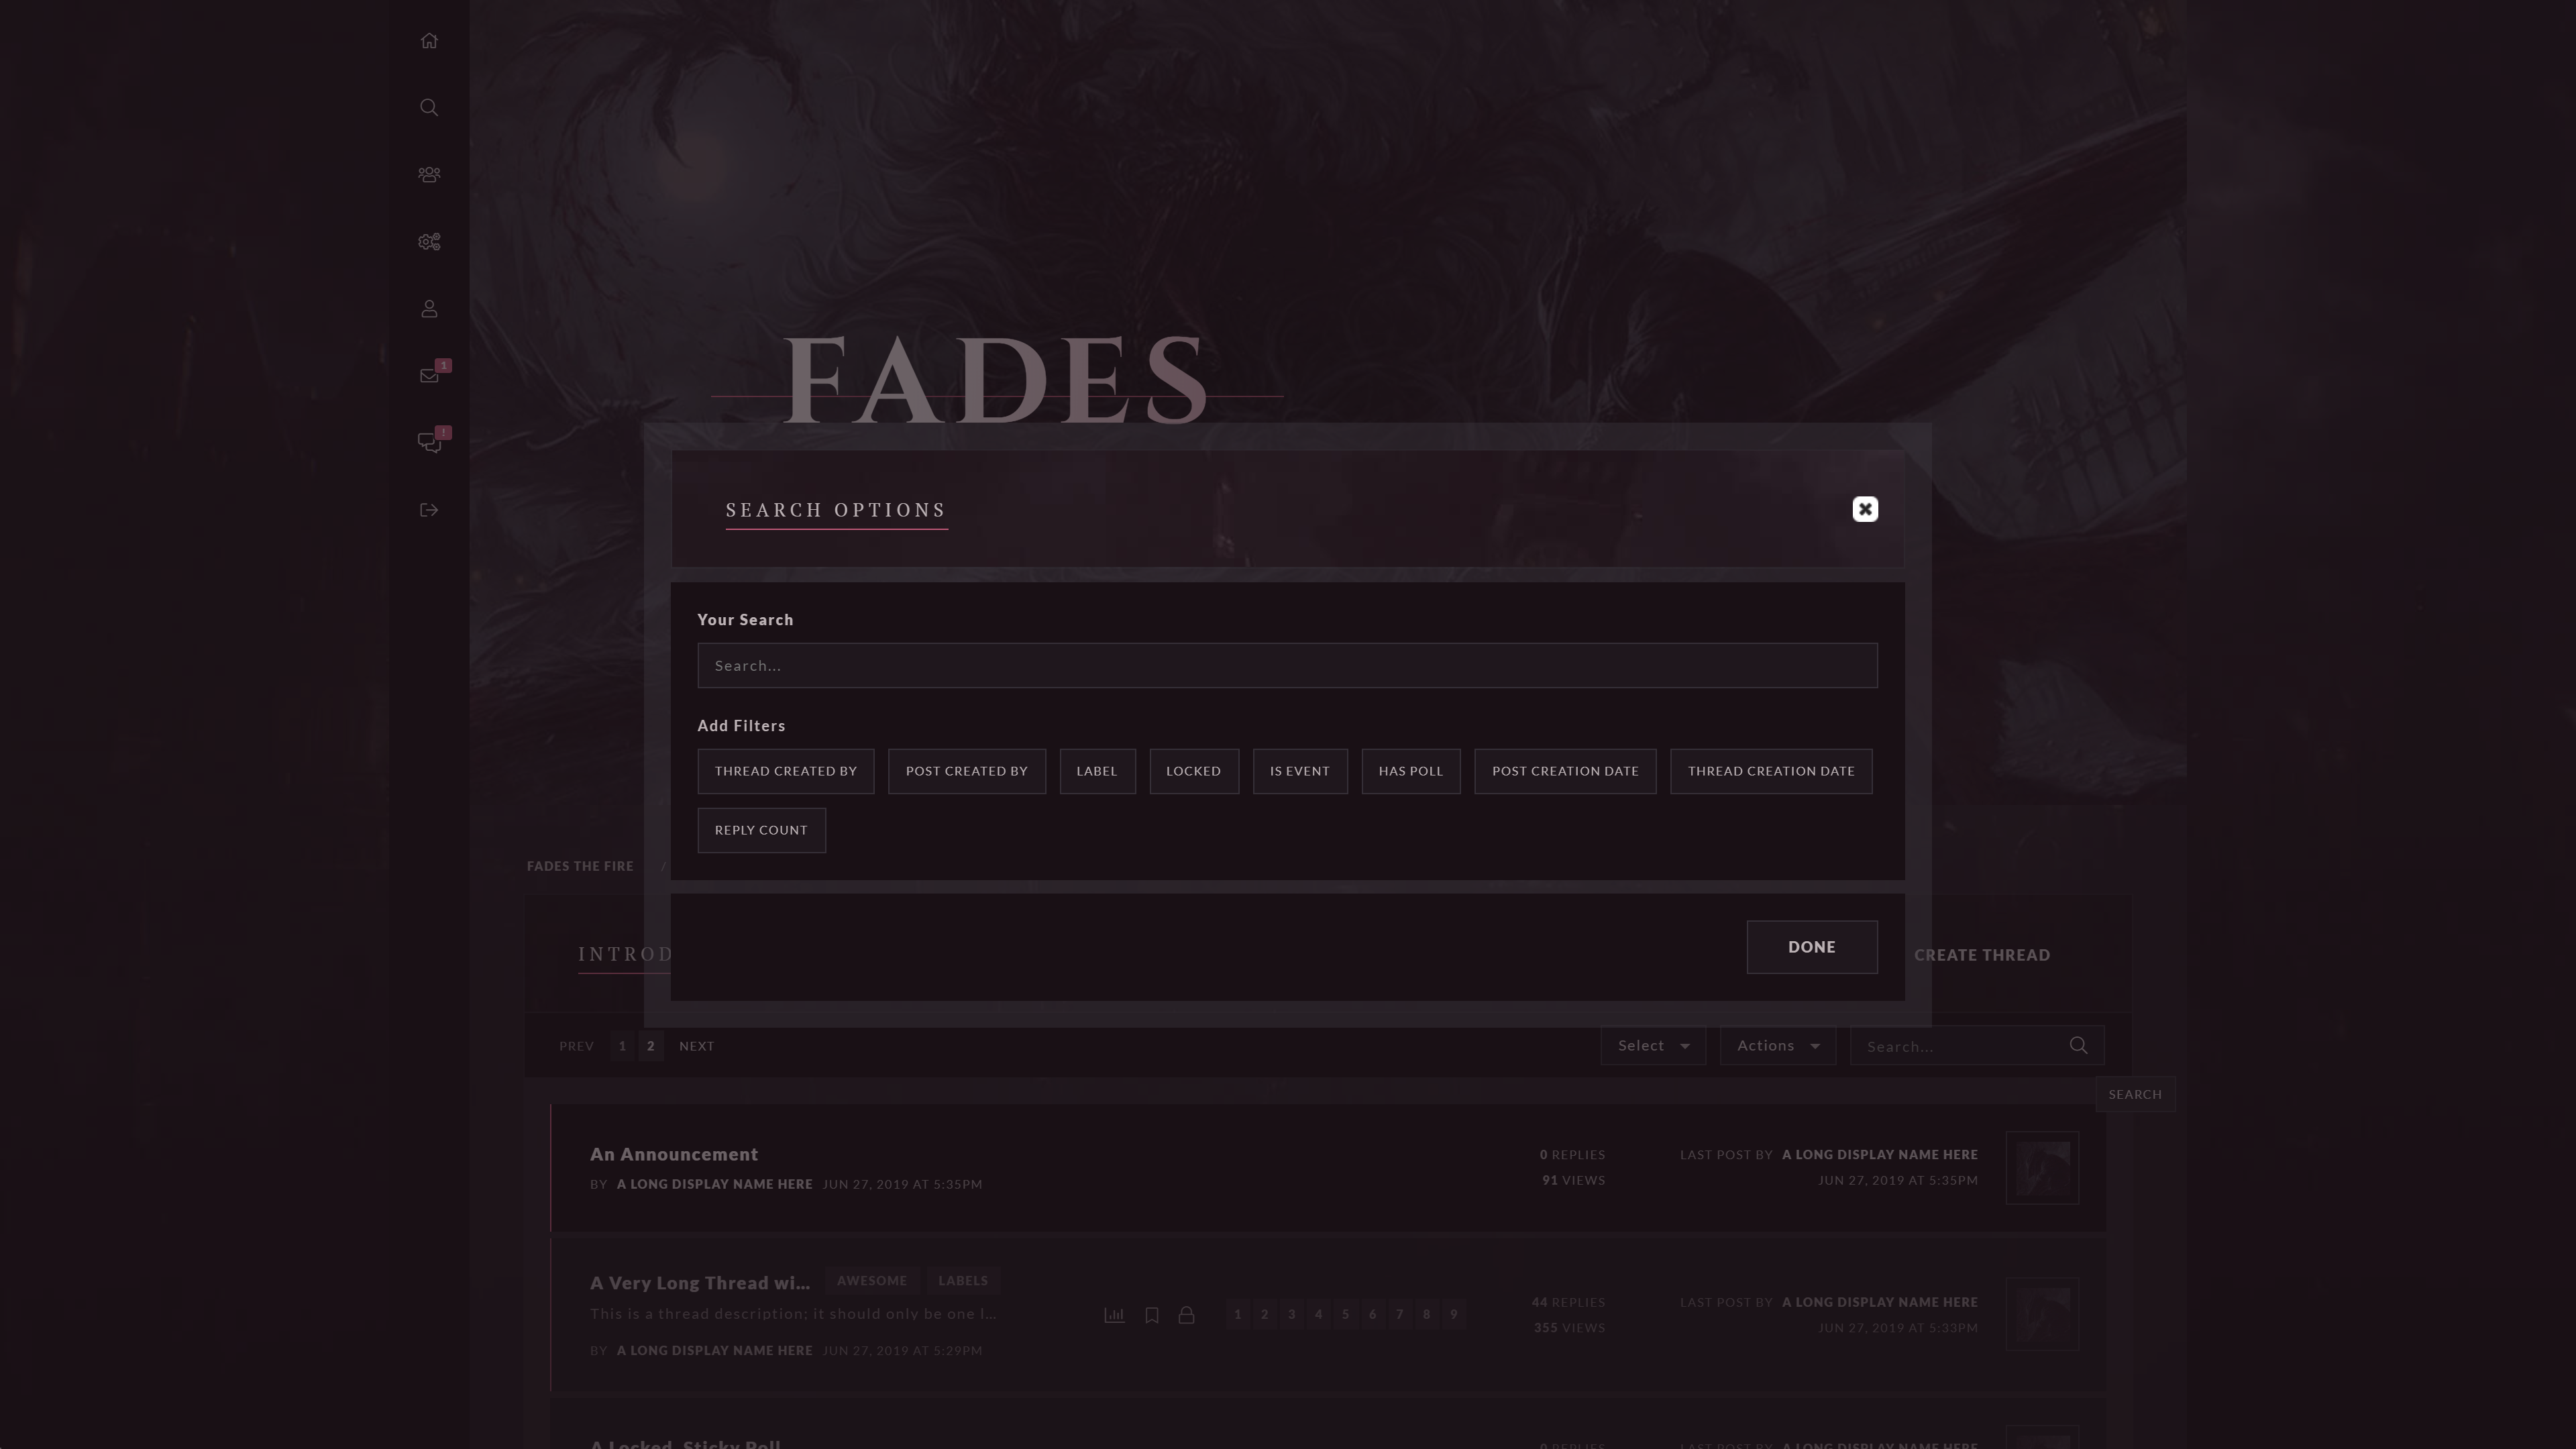 1
!
FADES
SEARCH OPTIONS
Your Search
Search...
Add Filters
THREAD CREATED BY POST CREATED BY LABEL LOCKED IS EVENT HAS POLL POST CREATION DATE THREAD CREATION DATE
REPLY COUNT
DONE
FADES THE FIRE /
INTROD
CREATE THREAD
PREV 1 2 NEXT
Select Actions Search...
SEARCH
An Announcement
BY A LONG DISPLAY NAME HERE JUN 27, 2019 AT 5:35PM
0 REPLIES
91 VIEWS
LAST POST BY A LONG DISPLAY NAME HERE
JUN 27, 2019 AT 5:35PM
A Very Long Thread wi... AWESOME LABELS
This is a thread description; it should only be one l...
BY A LONG DISPLAY NAME HERE JUN 27, 2019 AT 5:29PM
1 2 3 4 5 6 7 8 9
44 REPLIES
355 VIEWS
LAST POST BY A LONG DISPLAY NAME HERE
JUN 27, 2019 AT 5:33PM
A Locked, Sticky Poll
0 REPLIES
LAST POST BY A LONG DISPLAY NAME HERE